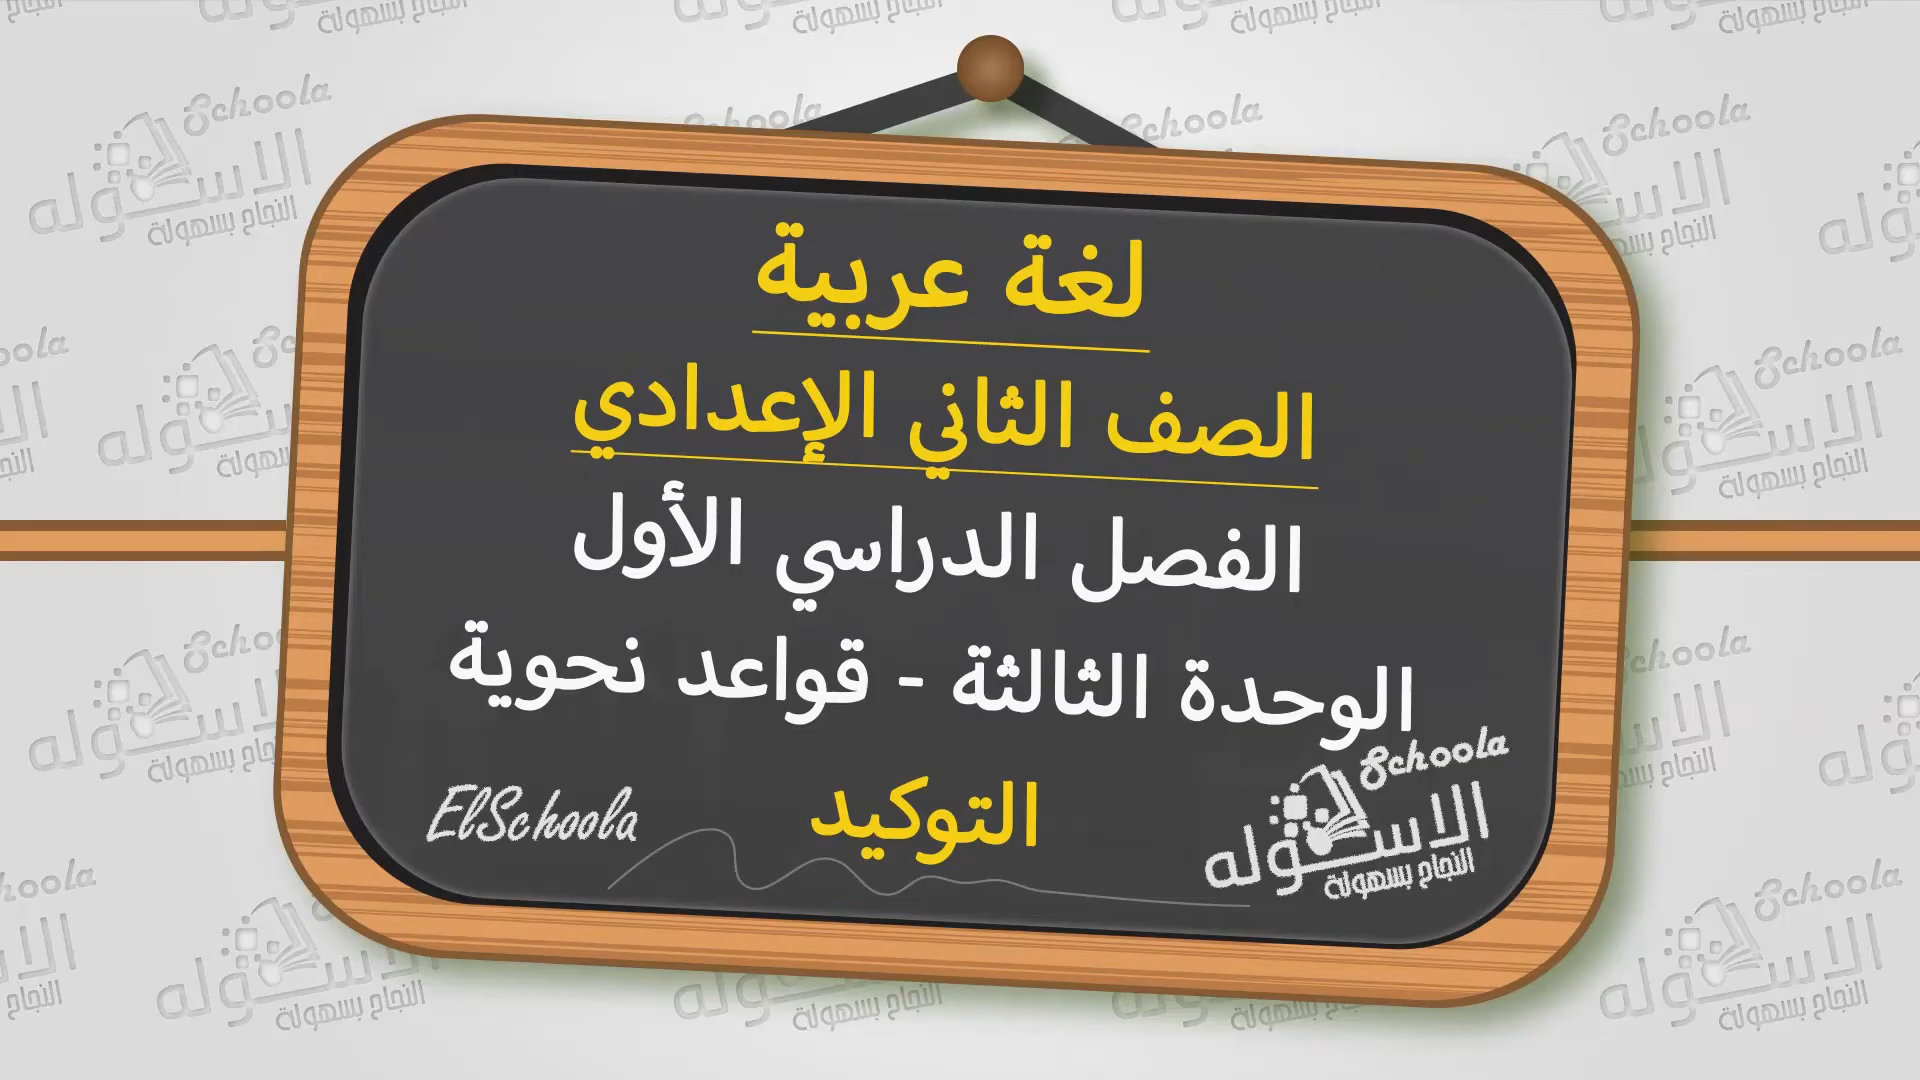 لغة عربية
الصف الثاني الإعدادي
الفصل الدراسي الأول
الوحدة الثالثة - قواعد نحوية
التوكيد
ElSchoola
Schoola
الاسكوله
النجاح بسهولة